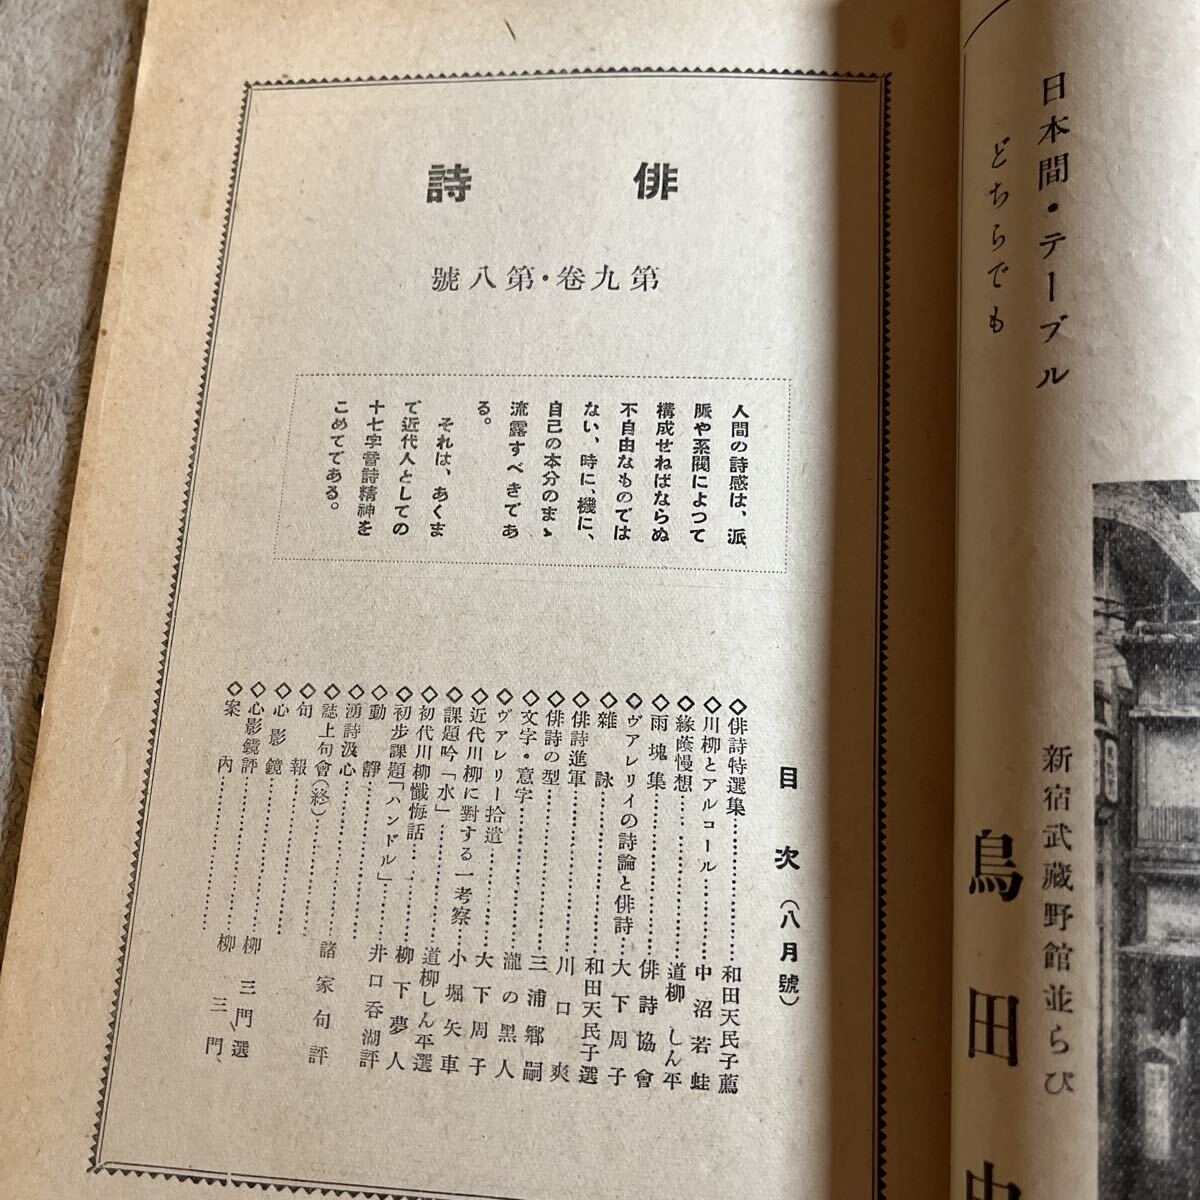 日本間・テーブル
どちらでも
新宿武蔵野館並らび
鳥田
俳詩
第九卷・第八號
人間の詩感は、派
脈や系閥によつて
構成せねばならぬ
不自由なものでは
ない、時に、機に、
自己の本分のまゝ
流露すべきであ
る。
それは、あくま
で近代人としての
十七字音詩精神を
こめてである。
目次（八月號）
◇俳詩特選集…………和田天民子薦
◇川柳とアルコール…………中沼若蛙
◇緣蔭慢想…………道柳しん平
◇雨塊集…………俳詩協會
◇ヴアレリイの詩論と俳詩…大下周子
◇雜詠…………和田天民子選
◇俳詩進軍…………川口爽
◇俳詩の型…………三浦鄕嗣
◇文字・意字…………瀧の黑人
◇ヴアレリー拾遺…………大下周子
◇近代川柳に對する一考察…小堀矢車
◇課題吟「水」…………道柳しん平選
◇初代川柳懺悔話…………柳下夢人
◇初步課題「ハンドル」…………井口呑湖評
◇動靜…………
◇湧詩汲心…………
◇誌上句會（終）…………諸家句評
◇句報…………
◇心影鏡…………柳三門選
◇心影鏡評…………柳三門
◇案内…………